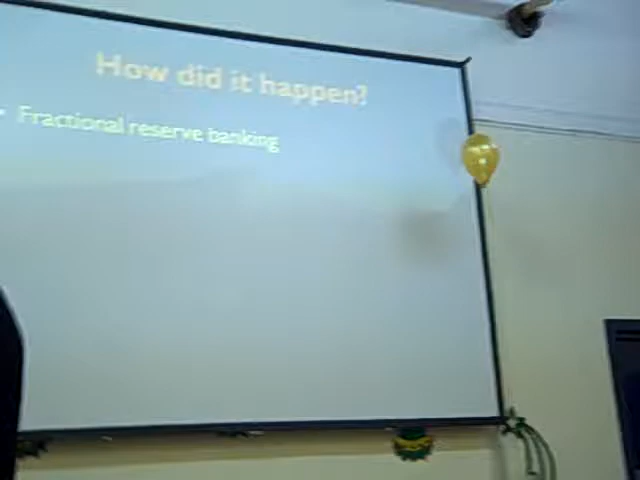 How did it happen?
• Fractional reserve banking